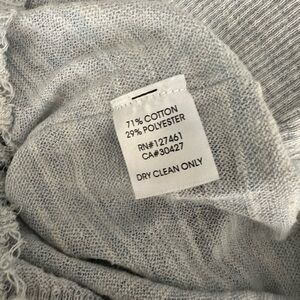 71% COTTON
29% POLYESTER
RN#127461
CA#30427
DRY CLEAN ONLY